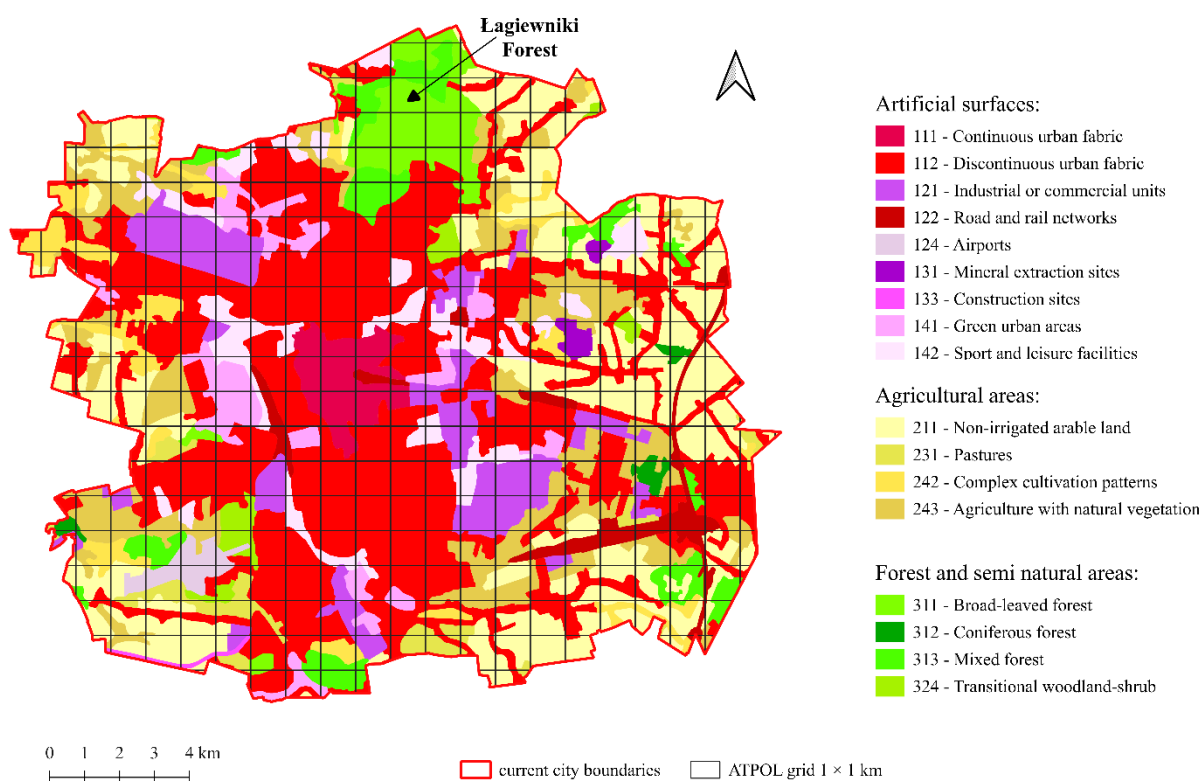 Łagiewniki
Forest
Artificial surfaces:
111 - Continuous urban fabric
112 - Discontinuous urban fabric
121 - Industrial or commercial units
122 - Road and rail networks
124 - Airports
131 - Mineral extraction sites
133 - Construction sites
141 - Green urban areas
142 - Sport and leisure facilities
Agricultural areas:
211 - Non-irrigated arable land
231 - Pastures
242 - Complex cultivation patterns
243 - Agriculture with natural vegetation
Forest and semi natural areas:
311 - Broad-leaved forest
312 - Coniferous forest
313 - Mixed forest
324 - Transitional woodland-shrub
0 1 2 3 4 km
current city boundaries
ATPOL grid 1 × 1 km